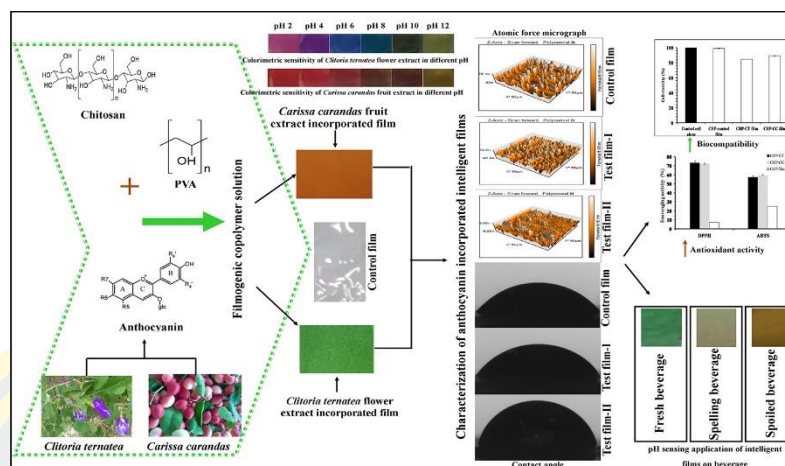 pH 2 pH 4 pH 6 pH 8 pH 10 pH 12
Colorimetric sensitivity of Clitoria ternatea flower extract in different pH
Colorimetric sensitivity of Carissa carandas fruit extract in different pH
Chitosan
+
PVA
Anthocyanin
Clitoria ternatea
Carissa carandas
Filmogenic copolymer solution
Carissa carandas fruit
extract incorporated film
Control film
Clitoria ternatea flower
extract incorporated film
Characterization of anthocyanin incorporated intelligent films
Atomic force micrograph
Control film
Test film-I
Test film-II
Control film
Test film-I
Test film-II
Contact angle
Biocompatibility
DPPH
ABTS
Antioxidant activity
Fresh beverage
Spelling beverage
Spoiled beverage
pH sensing application of intelligent
films on beverage